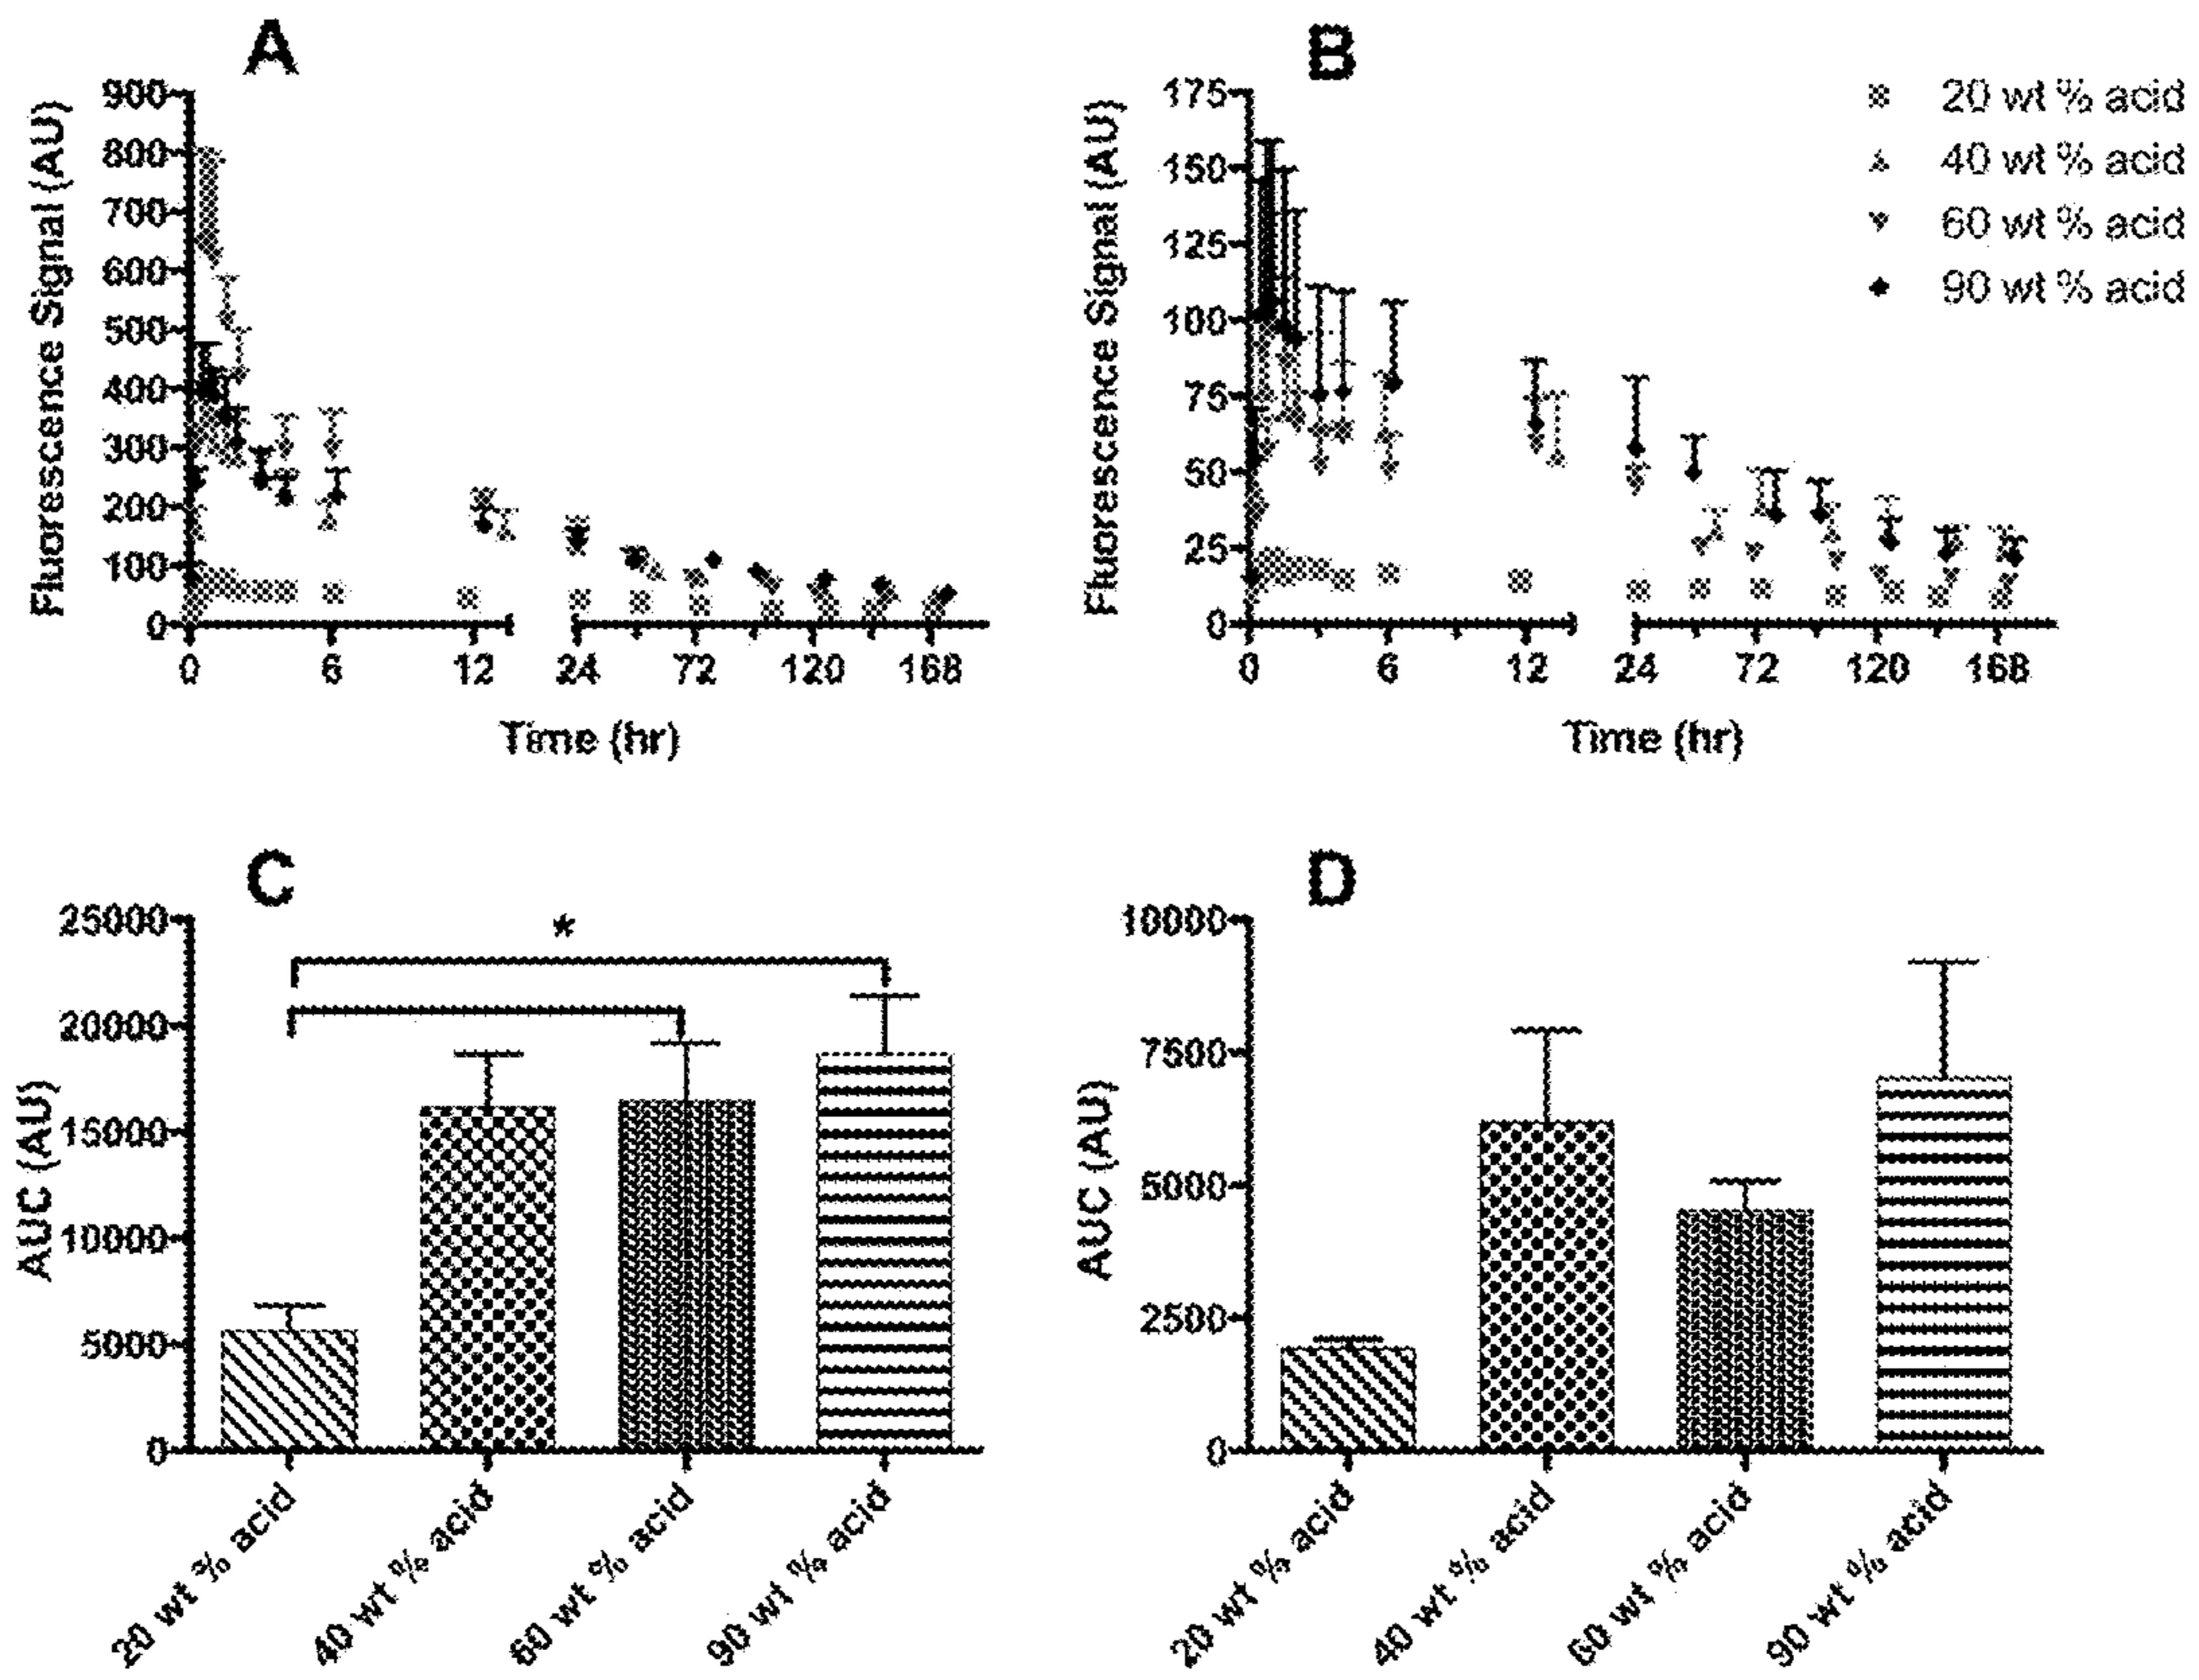 A
Fluorescence Signal (AU)
900
800
700
600
500
400
300
200
100
0
0 6 12 24 72 120 168
Time (hr)
B
Fluorescence Signal (AU)
175
150
125
100
75
50
25
0
0 6 12 24 72 120 168
Time (hr)
20 wt % acid
40 wt % acid
60 wt % acid
90 wt % acid
C
AUC (AU)
25000
20000
15000
10000
5000
0
*
20 wt % acid
40 wt % acid
60 wt % acid
90 wt % acid
D
AUC (AU)
10000
7500
5000
2500
0
20 wt % acid
40 wt % acid
60 wt % acid
90 wt % acid